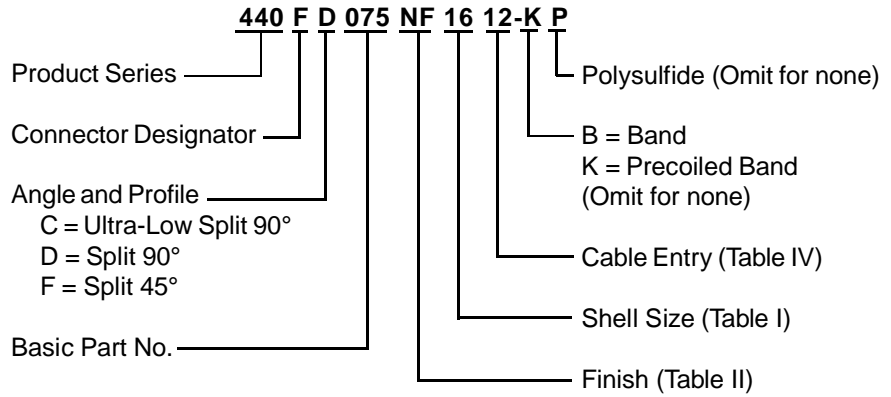 440 F D 075 NF 16 12-K P
Product Series
Connector Designator
Angle and Profile
C = Ultra-Low Split 90°
D = Split 90°
F = Split 45°
Basic Part No.
Polysulfide (Omit for none)
B = Band
K = Precoiled Band
(Omit for none)
Cable Entry (Table IV)
Shell Size (Table I)
Finish (Table II)